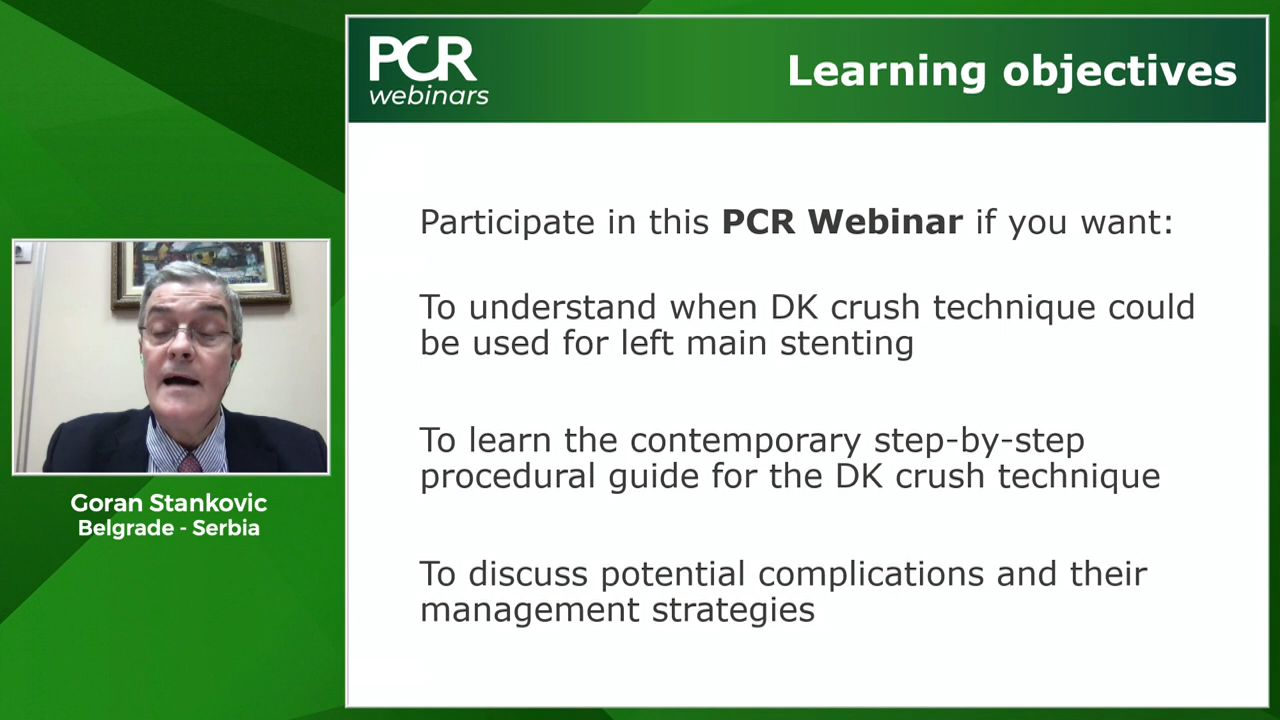 PCR
webinars
Learning objectives
Participate in this PCR Webinar if you want:
To understand when DK crush technique could
be used for left main stenting
To learn the contemporary step-by-step
procedural guide for the DK crush technique
To discuss potential complications and their
management strategies
Goran Stankovic
Belgrade - Serbia